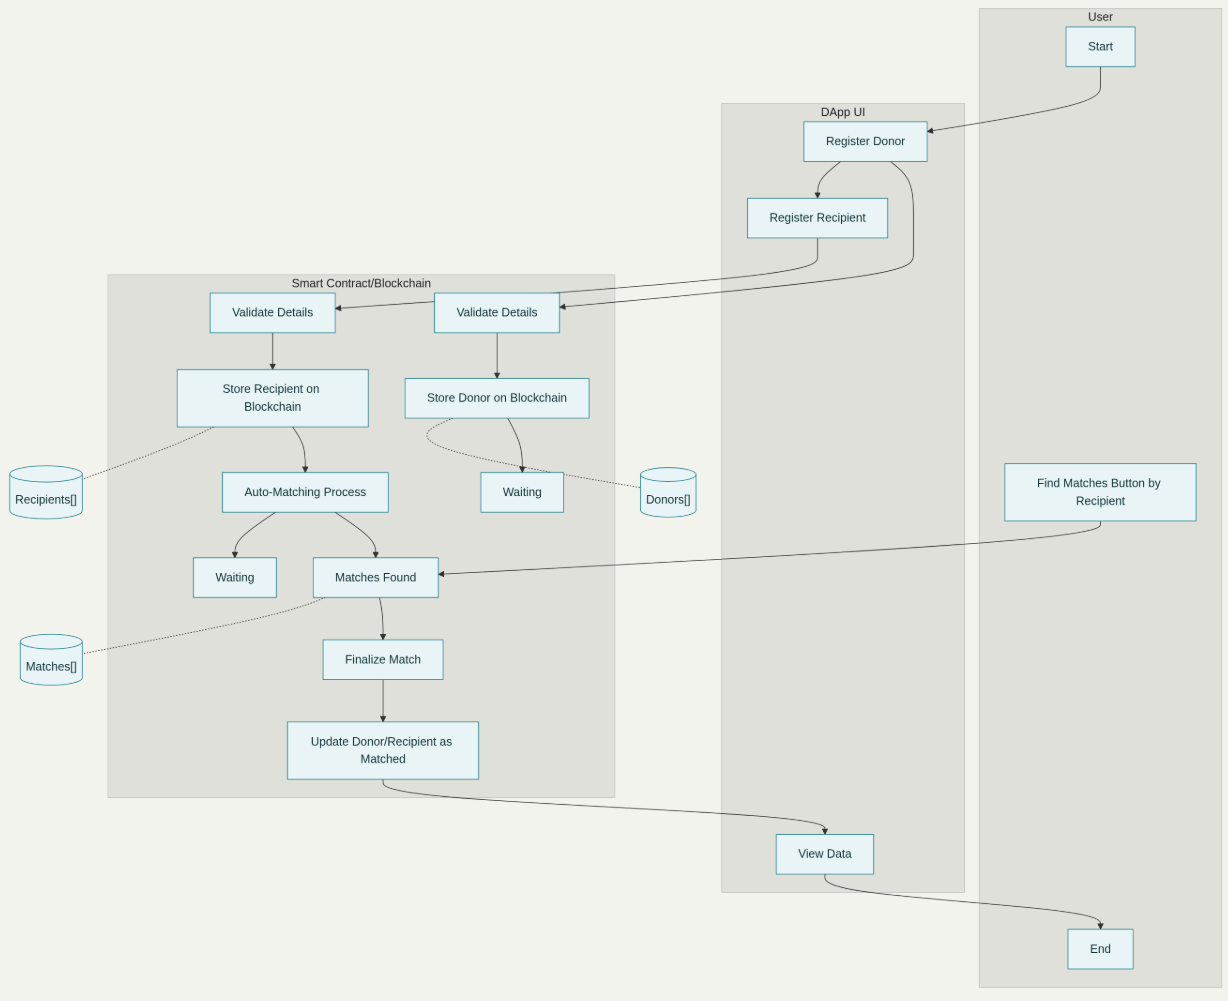 User
Start
DApp UI
Register Donor
Register Recipient
Smart Contract/Blockchain
Validate Details
Validate Details
Store Recipient on
Blockchain
Store Donor on Blockchain
Recipients[]
Auto-Matching Process
Waiting
Donors[]
Find Matches Button by
Recipient
Waiting
Matches Found
Matches[]
Finalize Match
Update Donor/Recipient as
Matched
View Data
End